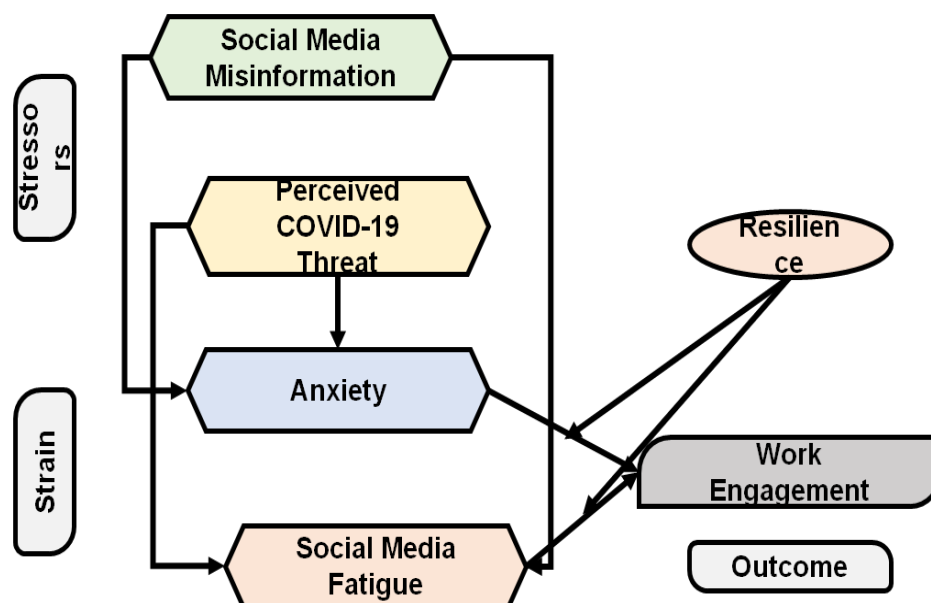 Social Media
Misinformation
Stresso
rs
Perceived
COVID-19
Threat
Resilien
ce
Anxiety
Strain
Work
Engagement
Social Media
Fatigue
Outcome